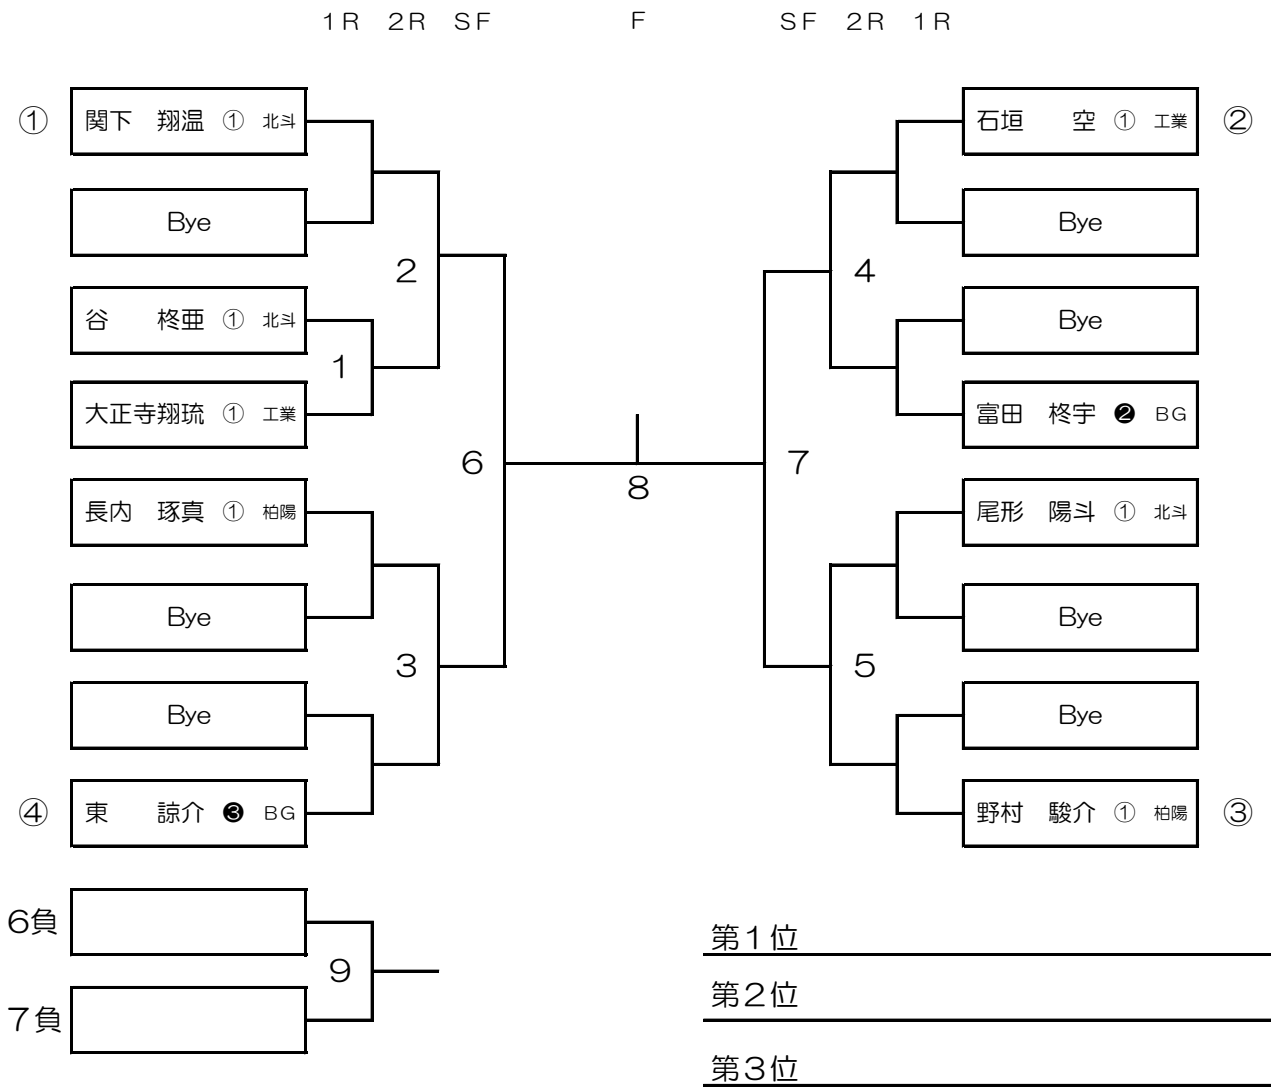 1R 2R SF F SF 2R 1R
① 関下 翔温 ① 北斗
石垣 空 ① 工業 ②
Bye
Bye
2
4
谷 柊亜 ① 北斗
Bye
1
大正寺翔琉 ① 工業
富田 柊宇 ❷ BG
6
7
8
長内 琢真 ① 柏陽
尾形 陽斗 ① 北斗
Bye
Bye
3
5
Bye
Bye
④ 東 諒介 ❸ BG
野村 駿介 ① 柏陽 ③
6負
9
7負
第1位
第2位
第3位